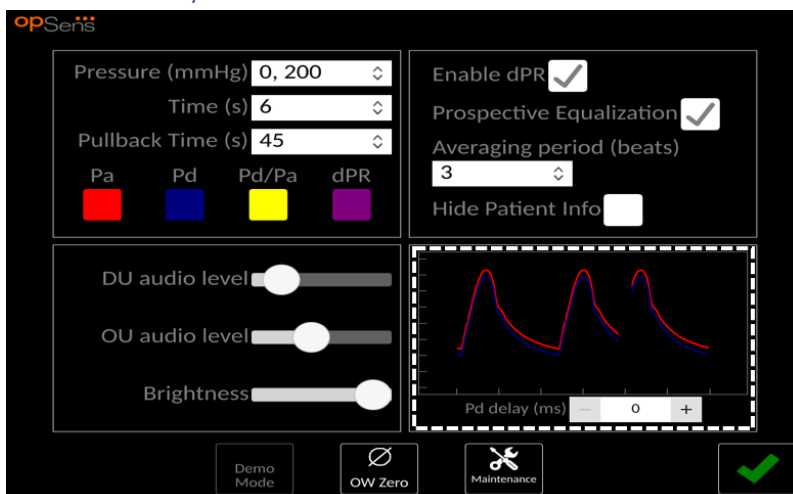 opSens
Pressure (mmHg) 0, 200
Time (s) 6
Pullback Time (s) 45
Pa Pd Pd/Pa dPR
Enable dPR
Prospective Equalization
Averaging period (beats)
3
Hide Patient Info
DU audio level
OU audio level
Brightness
Pd delay (ms) − 0 +
Demo
Mode
OW Zero
Maintenance